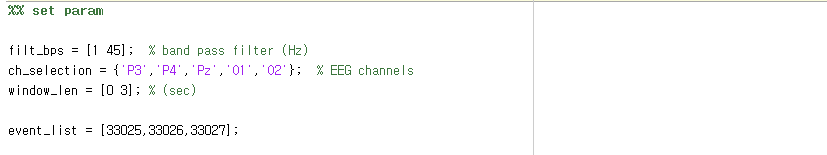 %% set param
filt_bps = [1 45];  % band pass filter (Hz)
ch_selection = {'P3','P4','Pz','O1','O2'};  % EEG channels
window_len = [0 3]; % (sec)
event_list = [33025,33026,33027];